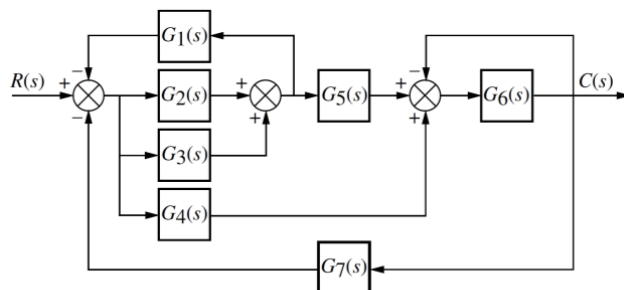 G1(s)
R(s) + − − G2(s) + + G5(s) + − + G6(s) C(s)
G3(s)
G4(s)
G7(s)